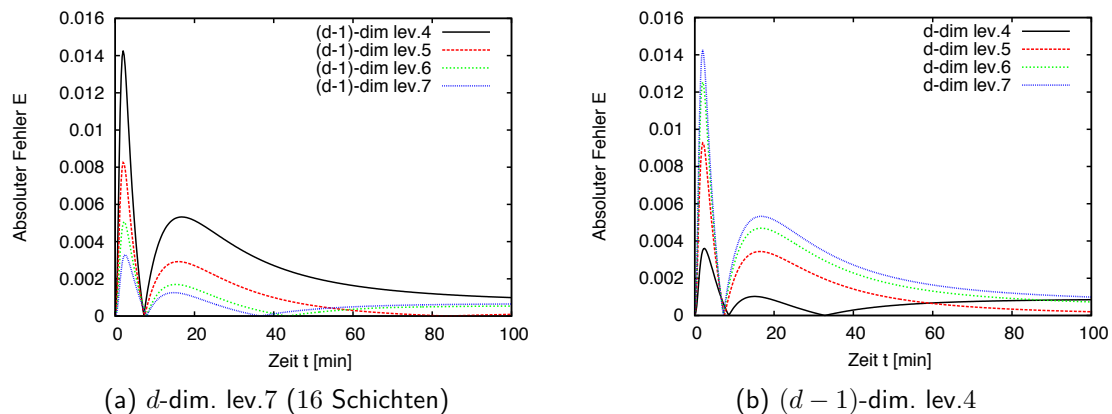 0.016
0.014
0.012
0.01
0.008
0.006
0.004
0.002
0
Absoluter Fehler E
(d-1)-dim lev.4
(d-1)-dim lev.5
(d-1)-dim lev.6
(d-1)-dim lev.7
0 20 40 60 80 100
Zeit t [min]
(a) d-dim. lev.7 (16 Schichten)
0.016
0.014
0.012
0.01
0.008
0.006
0.004
0.002
0
Absoluter Fehler E
d-dim lev.4
d-dim lev.5
d-dim lev.6
d-dim lev.7
0 20 40 60 80 100
Zeit t [min]
(b) (d − 1)-dim. lev.4